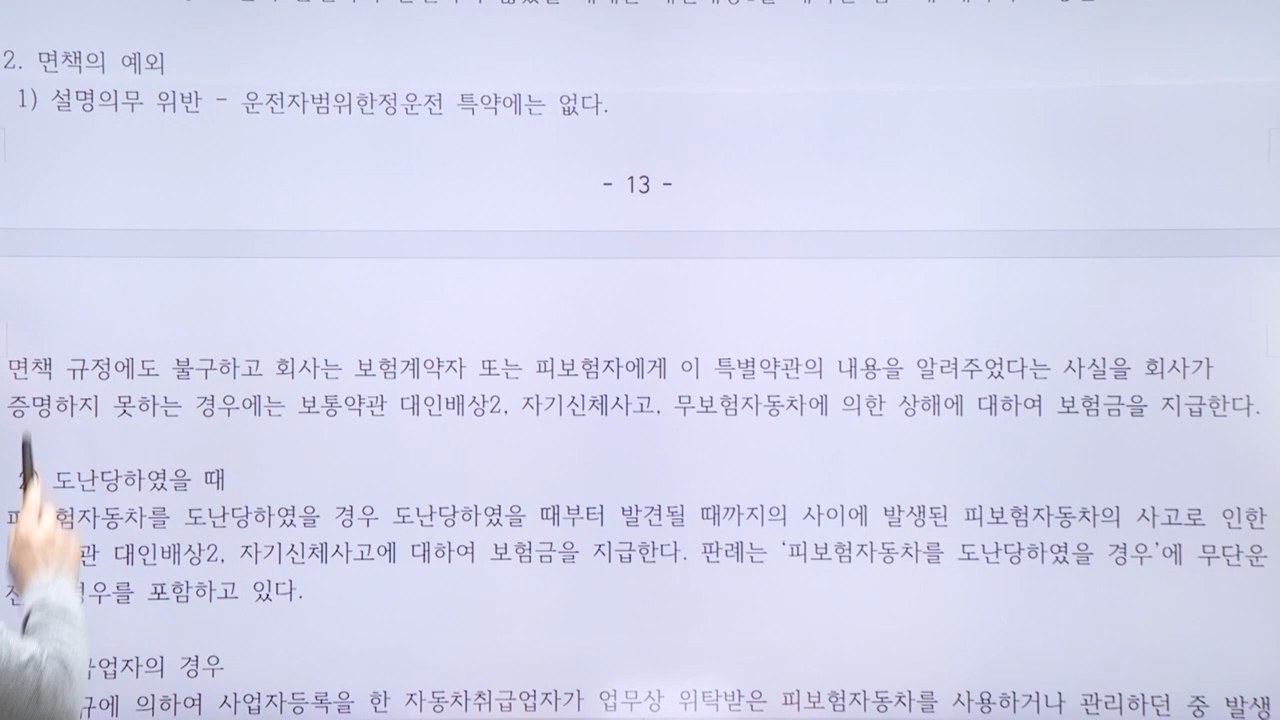 2. 면책의 예외
1) 설명의무 위반 - 운전자범위한정운전 특약에는 없다.
- 13 -
면책 규정에도 불구하고 회사는 보험계약자 또는 피보험자에게 이 특별약관의 내용을 알려주었다는 사실을 회사가
증명하지 못하는 경우에는 보통약관 대인배상2, 자기신체사고, 무보험자동차에 의한 상해에 대하여 보험금을 지급한다.
도난당하였을 때
도난당하였을 경우 도난당하였을 때부터 발견될 때까지의 사이에 발생된 피보험자동차의 사고로 인한
대인배상2, 자기신체사고에 대하여 보험금을 지급한다. 판례는 ‘피보험자동차를 도난당하였을 경우’에 무단운
포함하고 있다.
경우
의하여 사업자등록을 한 자동차취급업자가 업무상 위탁받은 피보험자동차를 사용하거나 관리하던 중 발생